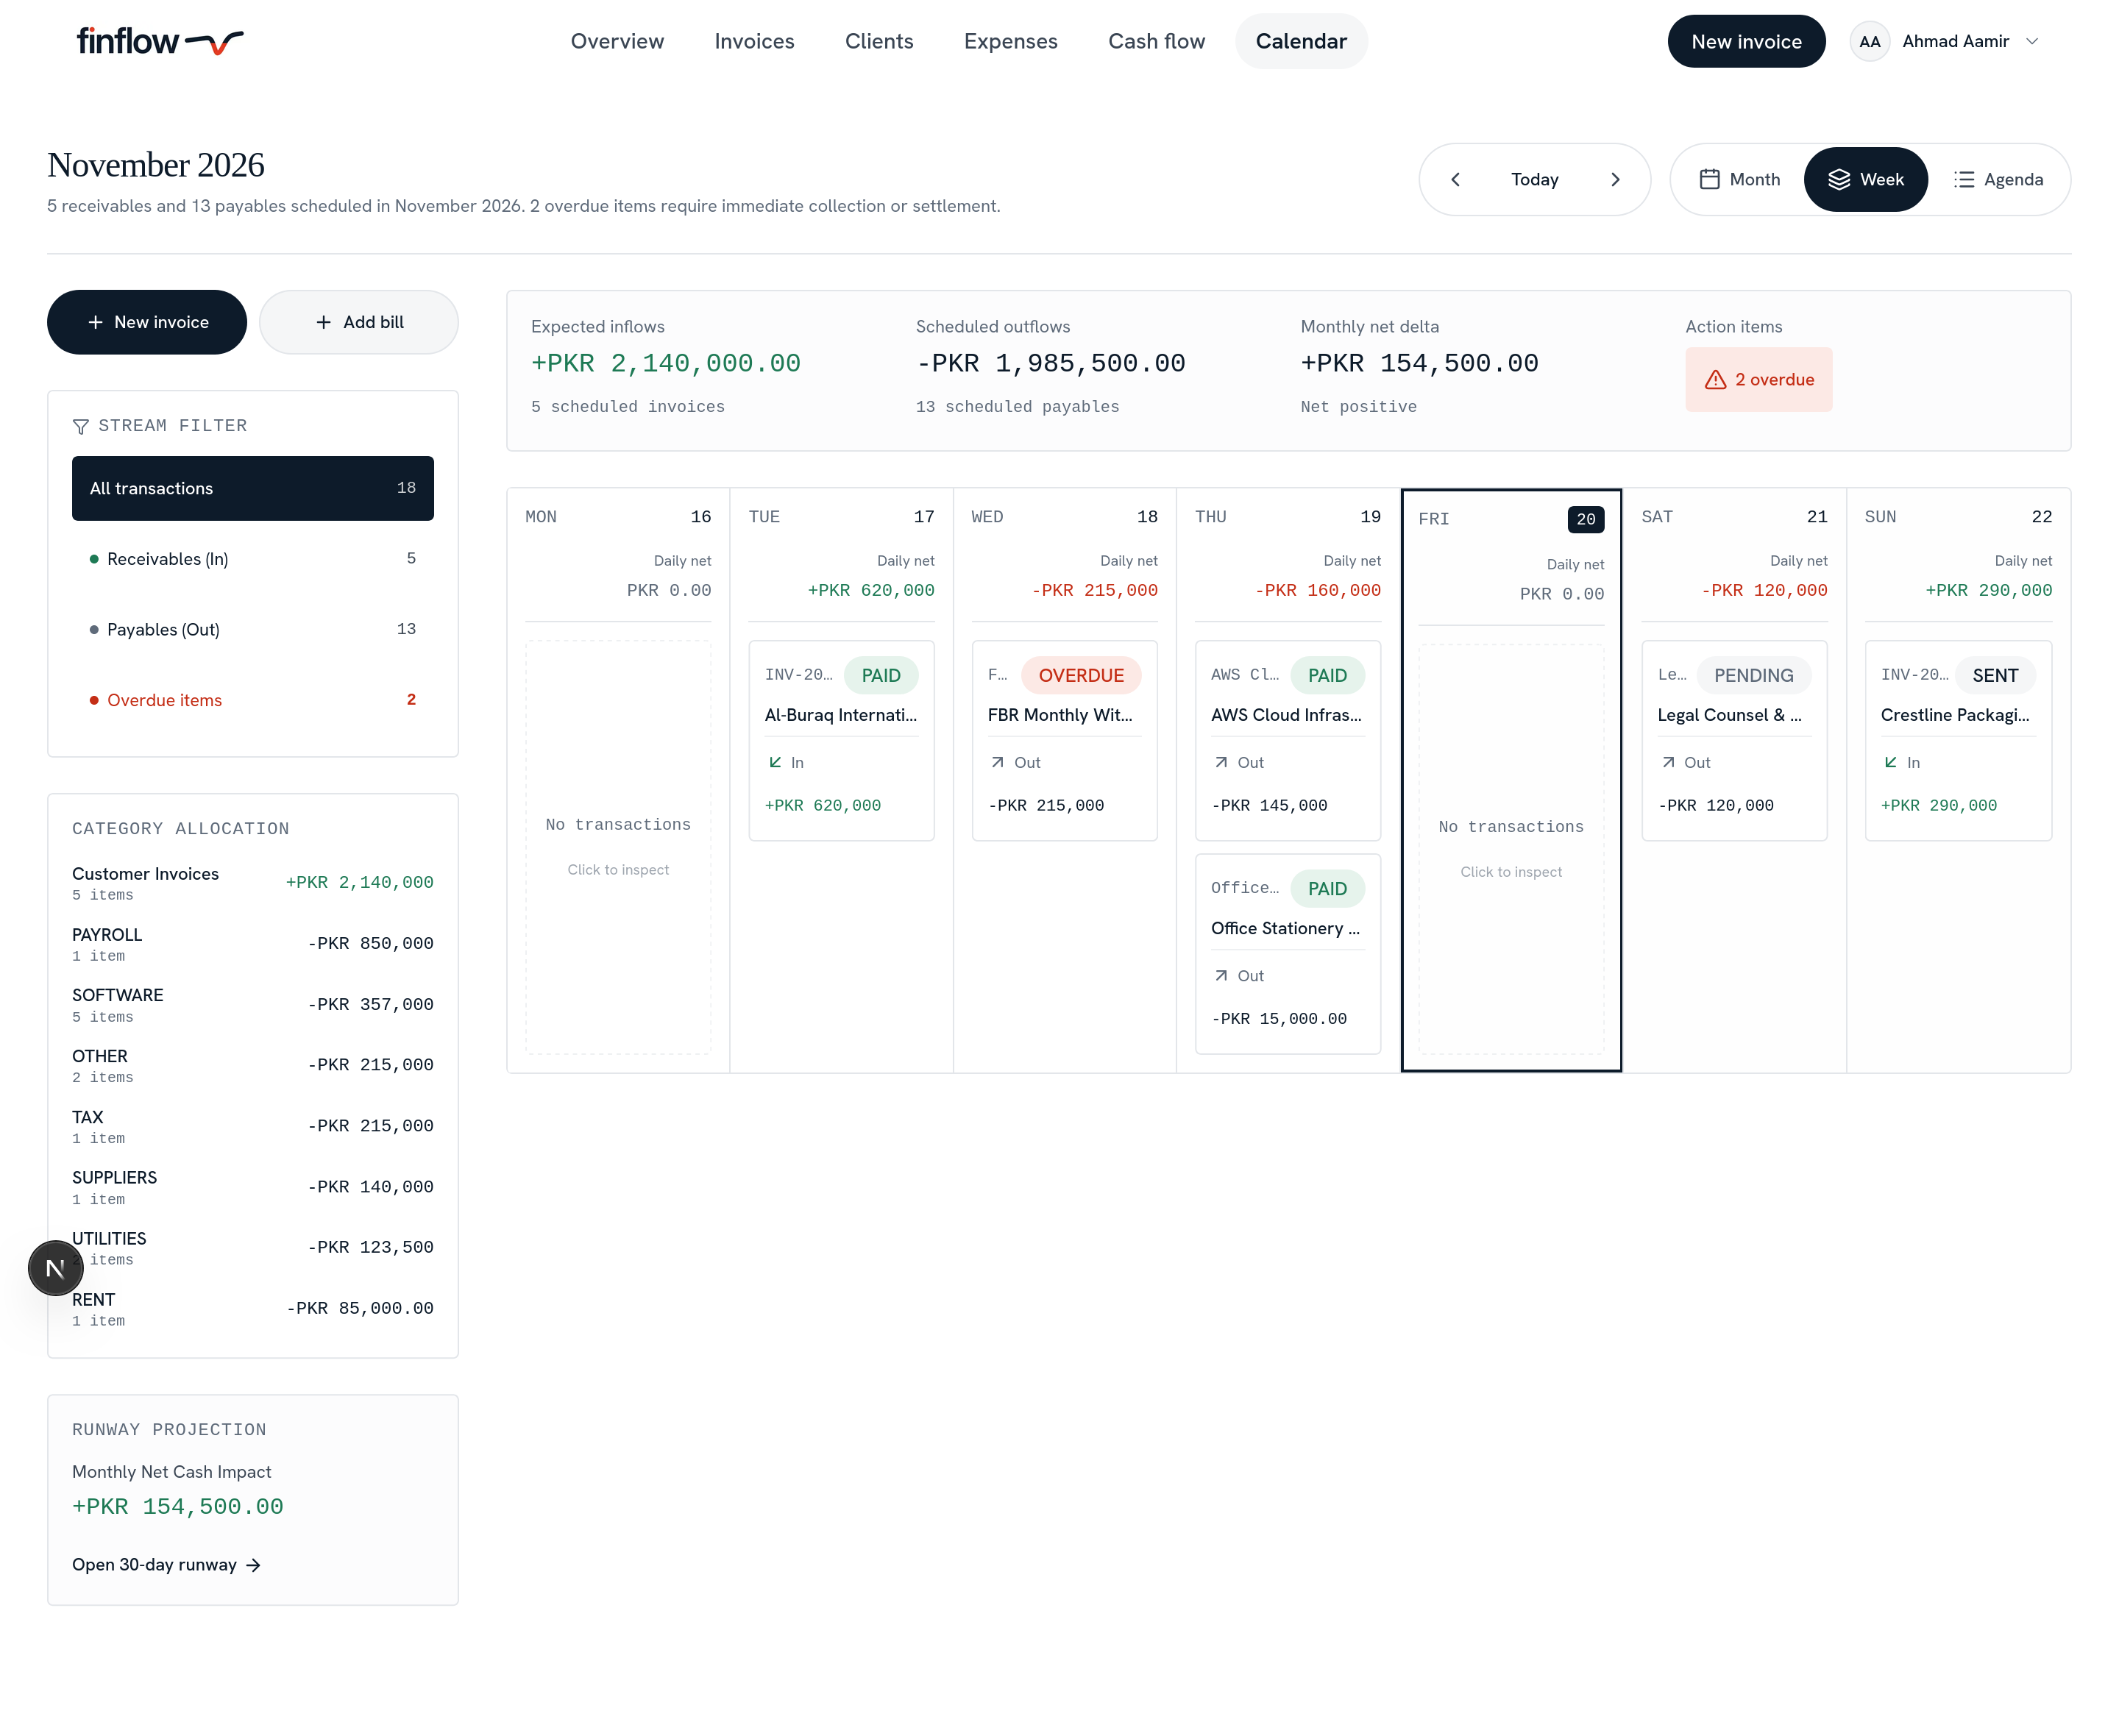 finflow
Overview Invoices Clients Expenses Cash flow Calendar
New invoice
AA Ahmad Aamir
November 2026
5 receivables and 13 payables scheduled in November 2026. 2 overdue items require immediate collection or settlement.
Today
Month Week Agenda
New invoice
Add bill
STREAM FILTER
All transactions 18
Receivables (In) 5
Payables (Out) 13
Overdue items 2
CATEGORY ALLOCATION
Customer Invoices
5 items
+PKR 2,140,000
PAYROLL
1 item
-PKR 850,000
SOFTWARE
5 items
-PKR 357,000
OTHER
2 items
-PKR 215,000
TAX
1 item
-PKR 215,000
SUPPLIERS
1 item
-PKR 140,000
UTILITIES
items
-PKR 123,500
RENT
1 item
-PKR 85,000.00
N
RUNWAY PROJECTION
Monthly Net Cash Impact
+PKR 154,500.00
Open 30-day runway
Expected inflows
+PKR 2,140,000.00
5 scheduled invoices
Scheduled outflows
-PKR 1,985,500.00
13 scheduled payables
Monthly net delta
+PKR 154,500.00
Net positive
Action items
2 overdue
MON 16
Daily net
PKR 0.00
No transactions
Click to inspect
TUE 17
Daily net
+PKR 620,000
INV-20... PAID
Al-Buraq Internati...
In
+PKR 620,000
WED 18
Daily net
-PKR 215,000
F... OVERDUE
FBR Monthly Wit...
Out
-PKR 215,000
THU 19
Daily net
-PKR 160,000
AWS Cl... PAID
AWS Cloud Infras...
Out
-PKR 145,000
Office... PAID
Office Stationery ...
Out
-PKR 15,000.00
FRI 20
Daily net
PKR 0.00
No transactions
Click to inspect
SAT 21
Daily net
-PKR 120,000
Le... PENDING
Legal Counsel & ...
Out
-PKR 120,000
SUN 22
Daily net
+PKR 290,000
INV-20... SENT
Crestline Packagi...
In
+PKR 290,000